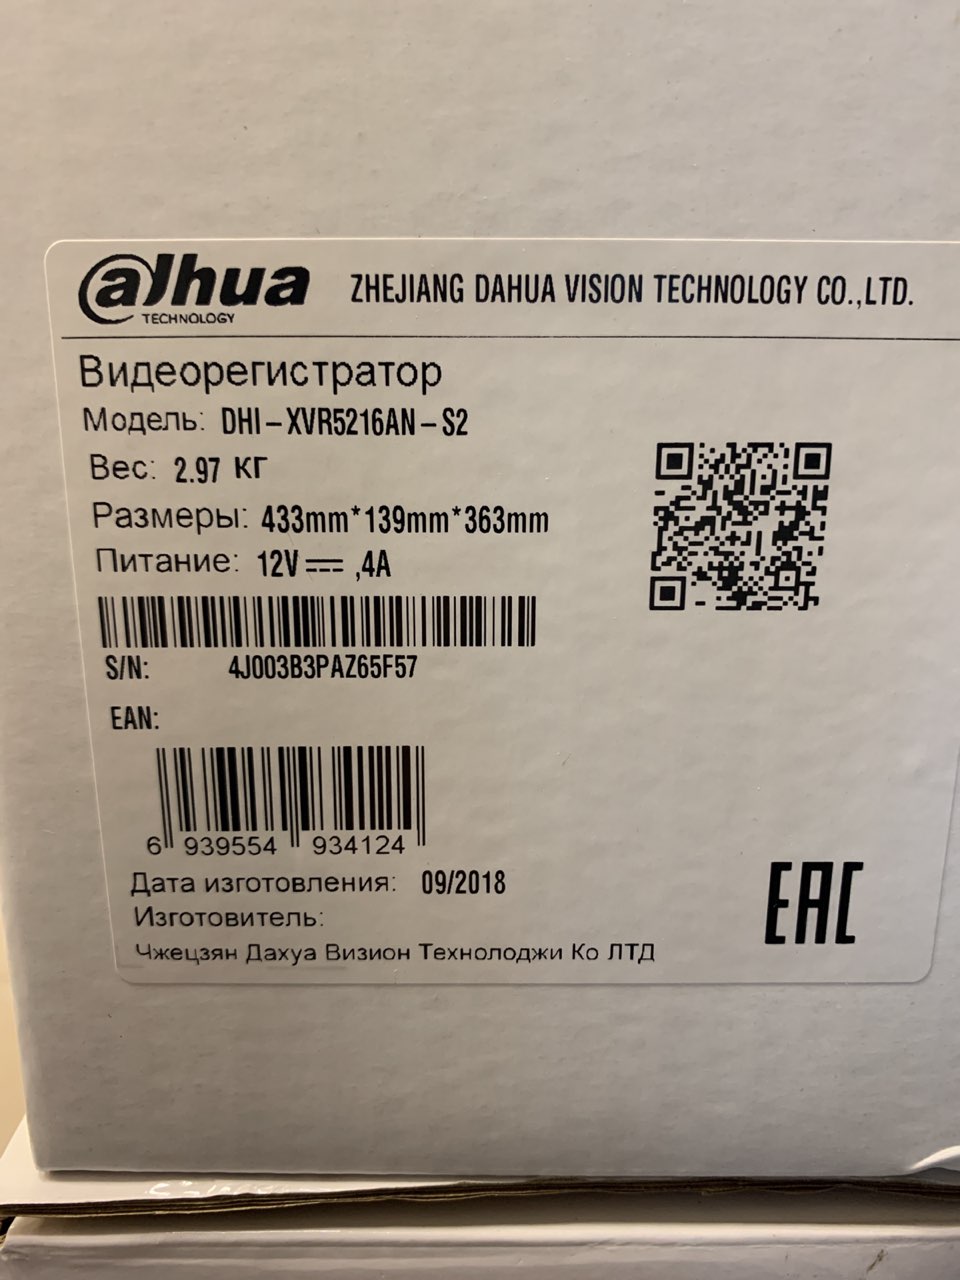 alhua TECHNOLOGY ZHEJIANG DAHUA VISION TECHNOLOGY CO.,LTD.
Видеорегистратор
Модель: DHI-XVR5216AN-S2
Вес: 2.97 КГ
Размеры: 433mm*139mm*363mm
Питание: 12V⎓,4A
S/N: 4J003B3PAZ65F57
EAN:
6 939554 934124
Дата изготовления: 09/2018
Изготовитель:
Чжецзян Дахуа Визион Технолоджи Ко ЛТД
EAC